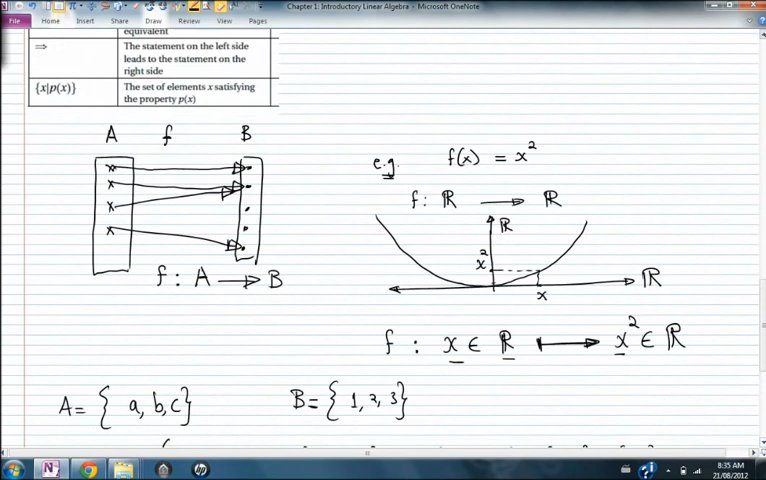 Chapter 1: Introductory Linear Algebra - Microsoft OneNote
File Home Insert Share Draw Review View Pages
equivalent
⇒ The statement on the left side
leads to the statement on the
right side
{x|p(x)} The set of elements x satisfying
the property p(x)
A f B
x
x
x
x
f : A → B
e.g. f(x) = x²
f: ℝ → ℝ
ℝ
x²
x
ℝ
f : x ∈ ℝ ↦ x² ∈ ℝ
A = { a, b, c}
B = { 1, 2, 3}
8:35 AM
21/08/2012